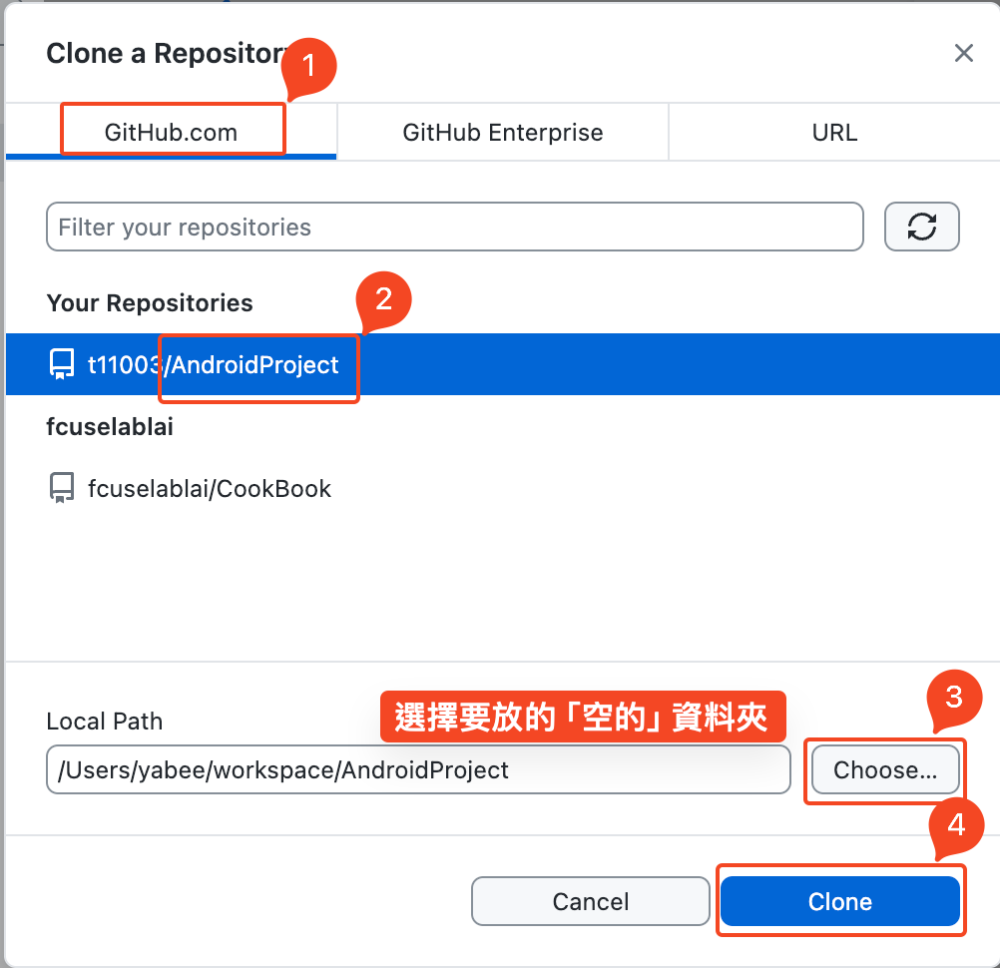 Clone a Repository
1
GitHub.com
GitHub Enterprise
URL
Filter your repositories
Your Repositories
2
t11003/AndroidProject
fcuselablai
fcuselablai/CookBook
選擇要放的「空的」資料夾
3
Local Path
/Users/yabee/workspace/AndroidProject
Choose...
4
Cancel
Clone